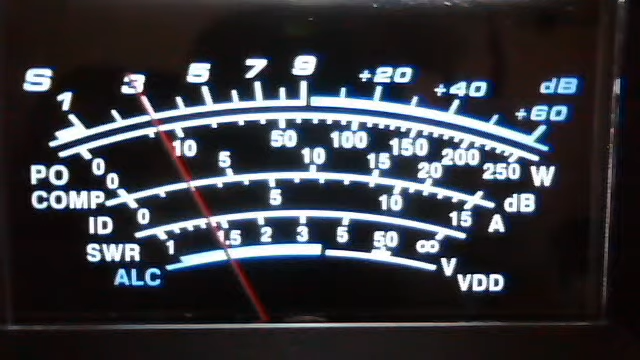 S 1 3 5 7 9 +20 +40 +60 dB
PO 0 10 50 100 150 200 250 W
COMP 0 5 10 15 20 dB
ID 0 5 10 15 A
SWR 1 1.5 2 3 5 50 ∞
ALC V VDD